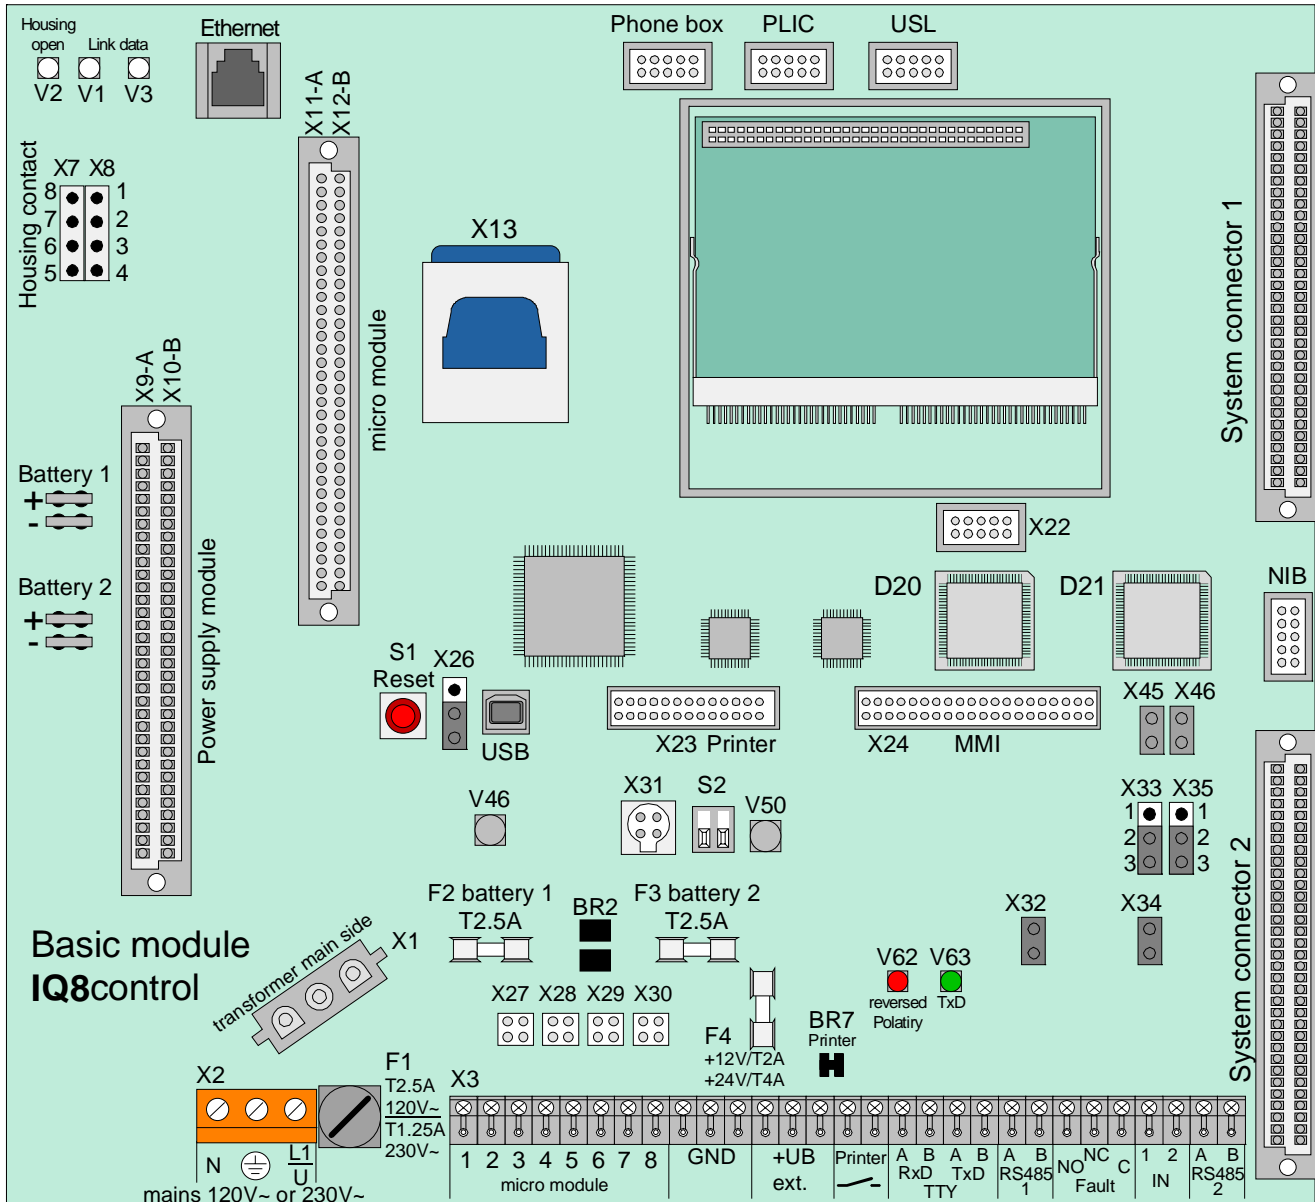 Housing
open
Link data
V2
V1
V3
Ethernet
Phone box
PLIC
USL
X11-A
X12-B
Housing contact
X7 X8
8
1
7
2
6
3
5
4
X13
micro module
System connector 1
X9-A
X10-B
Battery 1
+
-
Battery 2
+
-
Power supply module
X22
D20
D21
NIB
S1
Reset
X26
USB
X23 Printer
X24
MMI
X45
X46
V46
X31
S2
V50
X33
X35
1
1
2
2
3
3
System connector 2
F2 battery 1
T2.5A
BR2
F3 battery 2
T2.5A
X32
X34
Basic module
IQ8control
transformer main side
X1
V62
V63
reversed
Polatiry
TxD
X27
X28
X29
X30
F4
+12V/T2A
+24V/T4A
BR7
Printer
X2
F1
T2.5A
120V~
T1.25A
230V~
X3
N
L1
U
mains 120V~ or 230V~
1 2 3 4 5 6 7 8
micro module
GND
+UB
ext.
Printer
A B A B
RxD TxD
TTY
A B
RS485
1
NO NC C
Fault
1 2
IN
A B
RS485
2